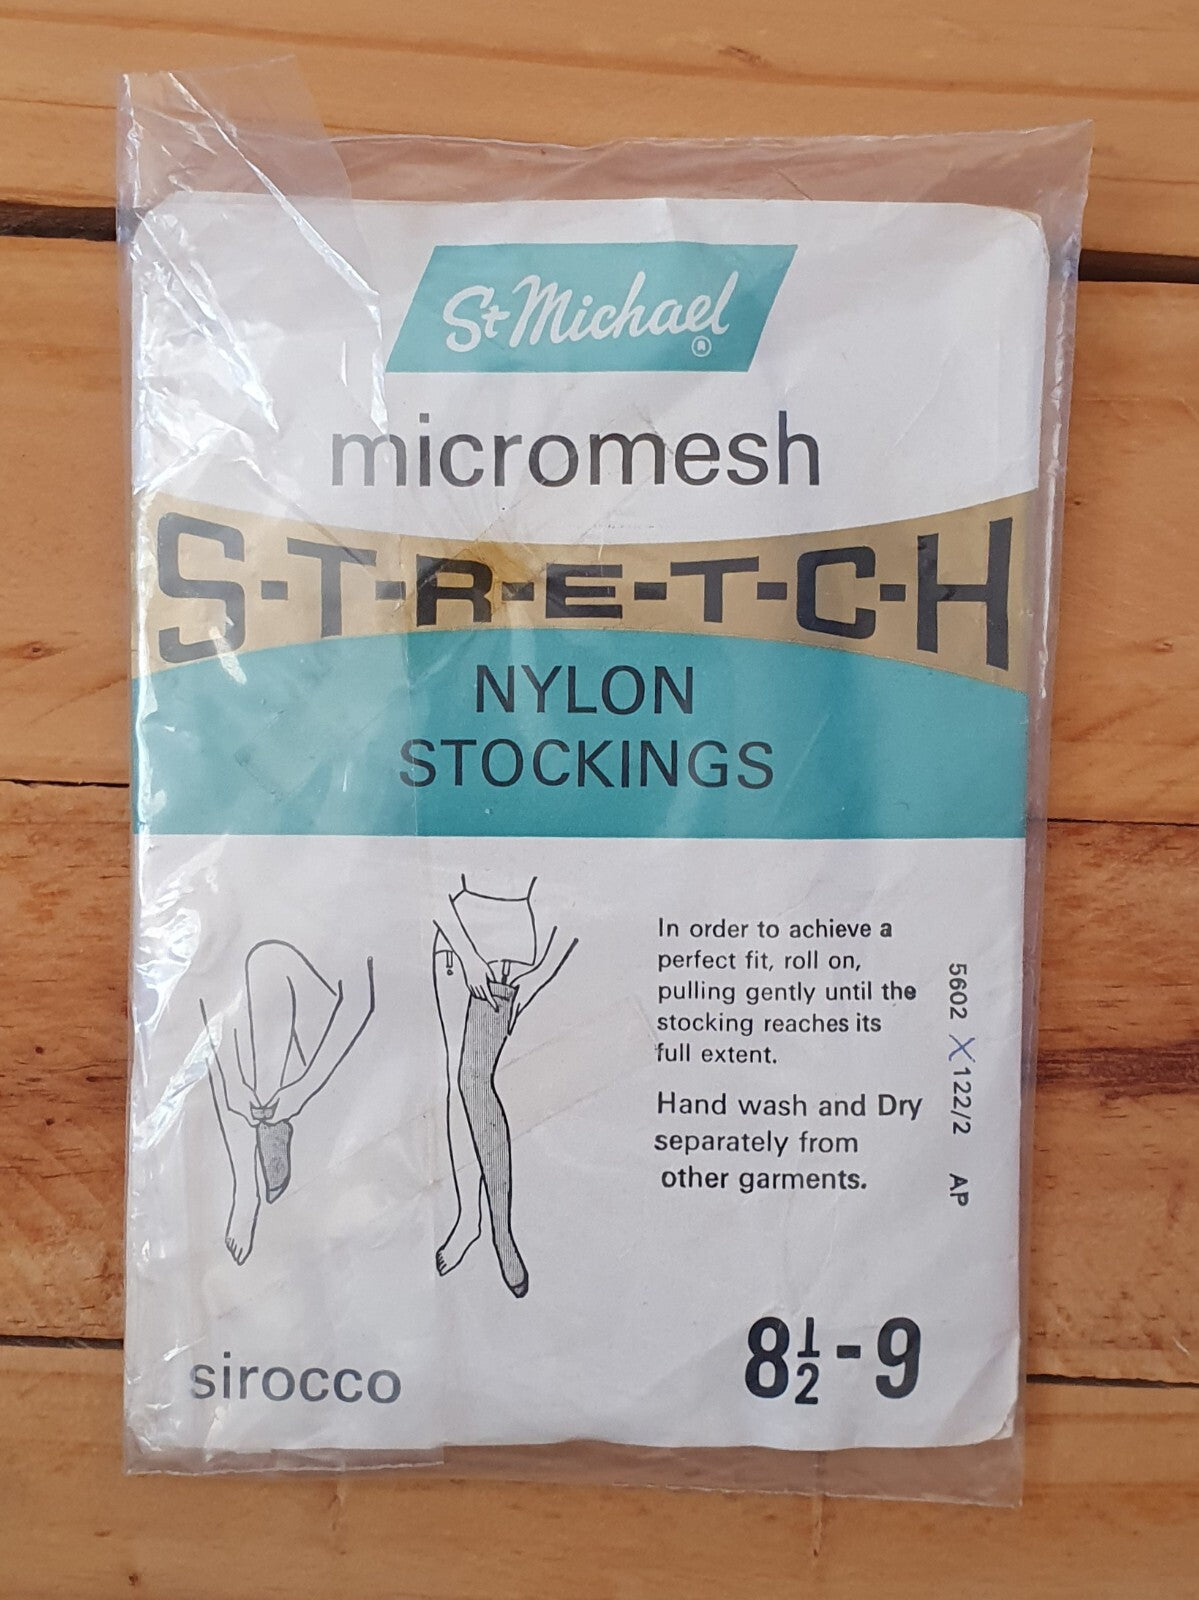 St Michael
®
micromesh
S-T-R-E-T-C-H
NYLON
STOCKINGS
In order to achieve a
perfect fit, roll on,
pulling gently until the
stocking reaches its
full extent.
Hand wash and Dry
separately from
other garments.
5602 X 122/2 AP
sirocco
8½-9